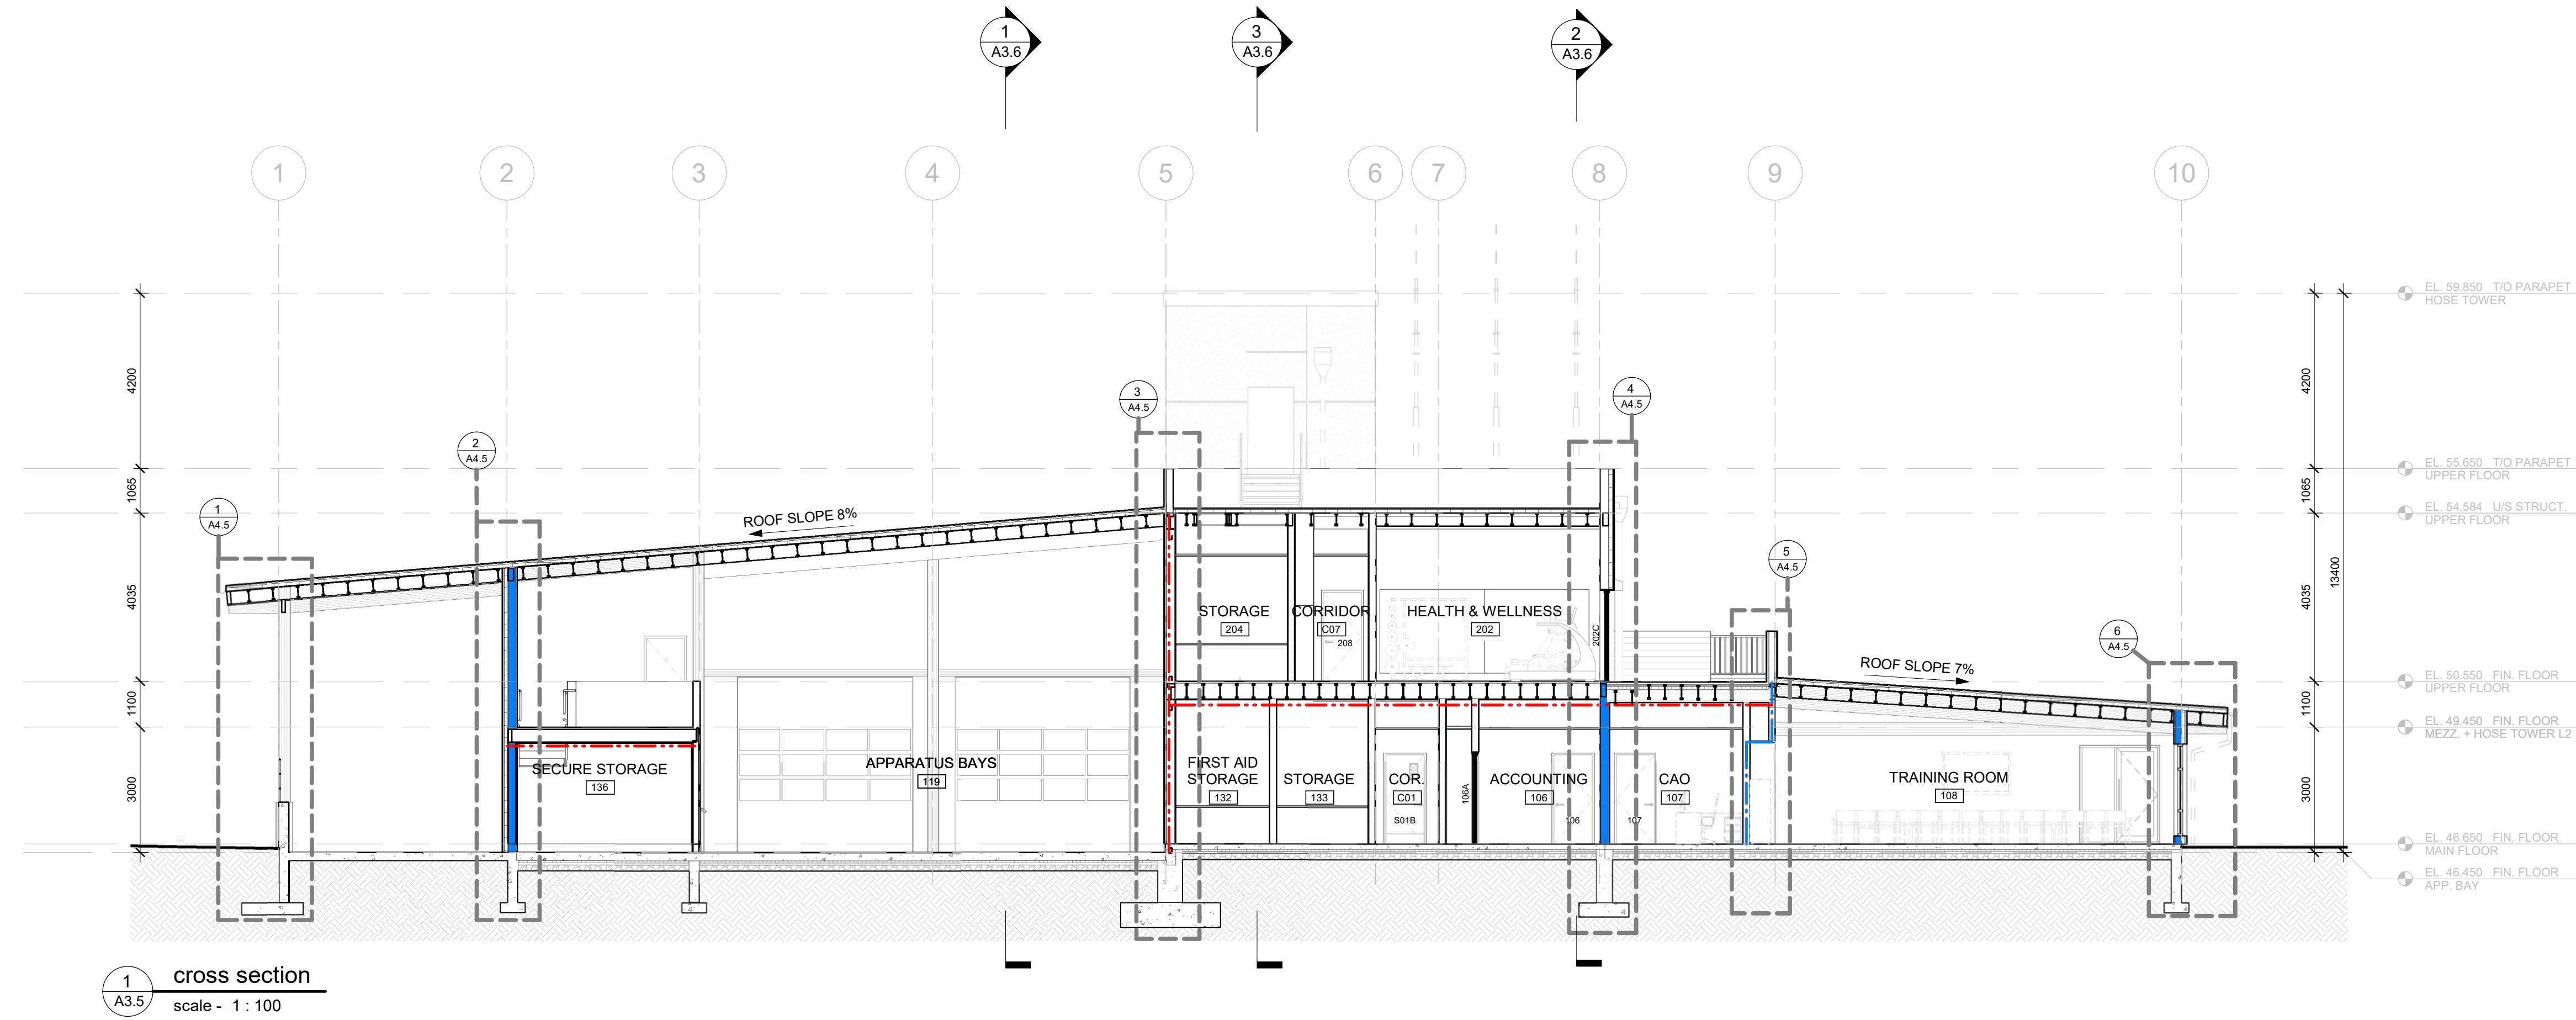 1
A3.6
3
A3.6
2
A3.6
1
2
3
4
5
6
7
8
9
10
EL. 59.850 T/O PARAPET
HOSE TOWER
4200
4200
3
A4.5
4
A4.5
2
A4.5
EL. 55.650 T/O PARAPET
UPPER FLOOR
1065
1065
1
A4.5
ROOF SLOPE 8%
EL. 54.584 U/S STRUCT.
UPPER FLOOR
5
A4.5
13400
4035
4035
STORAGE
204
CORRIDOR
C07
208
HEALTH & WELLNESS
202
202C
6
A4.5
ROOF SLOPE 7%
EL. 50.550 FIN. FLOOR
UPPER FLOOR
1100
1100
EL. 49.450 FIN. FLOOR
MEZZ. + HOSE TOWER L2
SECURE STORAGE
136
APPARATUS BAYS
119
FIRST AID
STORAGE
132
STORAGE
133
COR.
C01
S01B
106A
ACCOUNTING
106
106
CAO
107
107
TRAINING ROOM
108
3000
3000
EL. 46.650 FIN. FLOOR
MAIN FLOOR
EL. 46.450 FIN. FLOOR
APP. BAY
1
A3.5
cross section
scale - 1 : 100